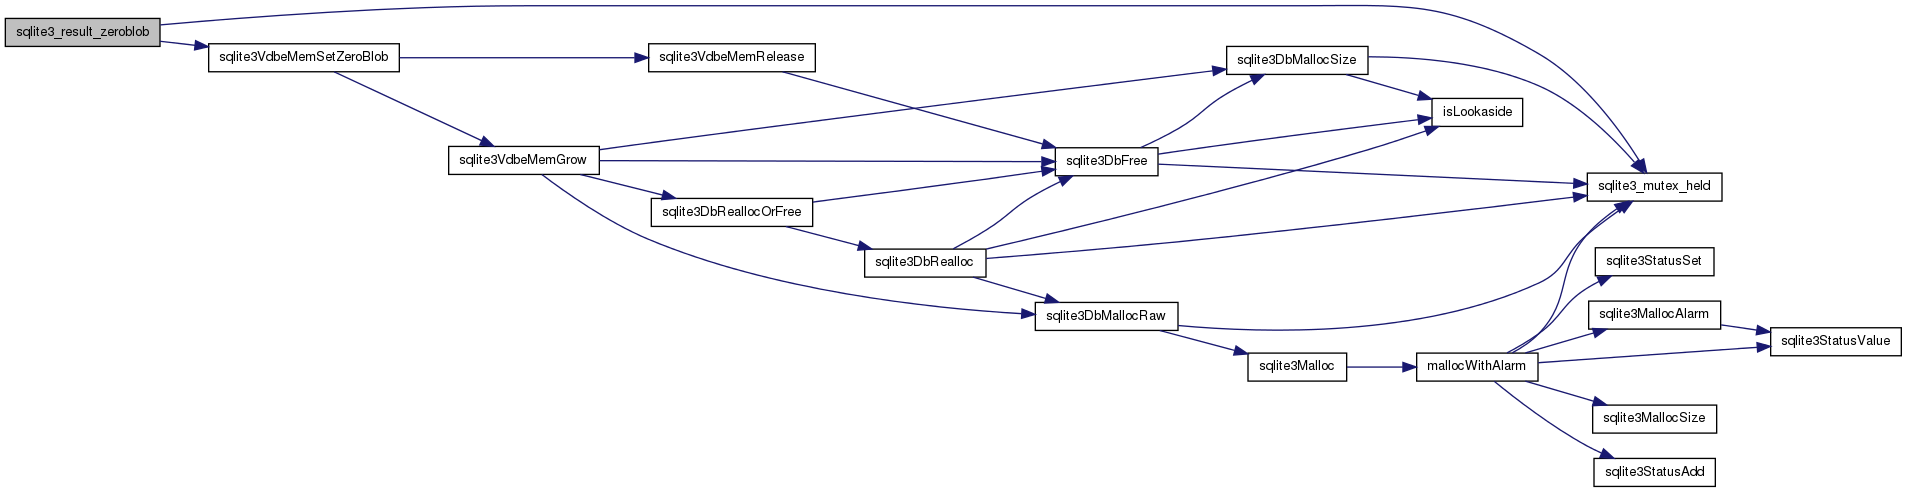 sqlite3_result_zeroblob
sqlite3VdbeMemSetZeroBlob
sqlite3VdbeMemRelease
sqlite3DbMallocSize
isLookaside
sqlite3VdbeMemGrow
sqlite3DbFree
sqlite3_mutex_held
sqlite3DbReallocOrFree
sqlite3DbRealloc
sqlite3StatusSet
sqlite3DbMallocRaw
sqlite3MallocAlarm
sqlite3StatusValue
sqlite3Malloc
mallocWithAlarm
sqlite3MallocSize
sqlite3StatusAdd